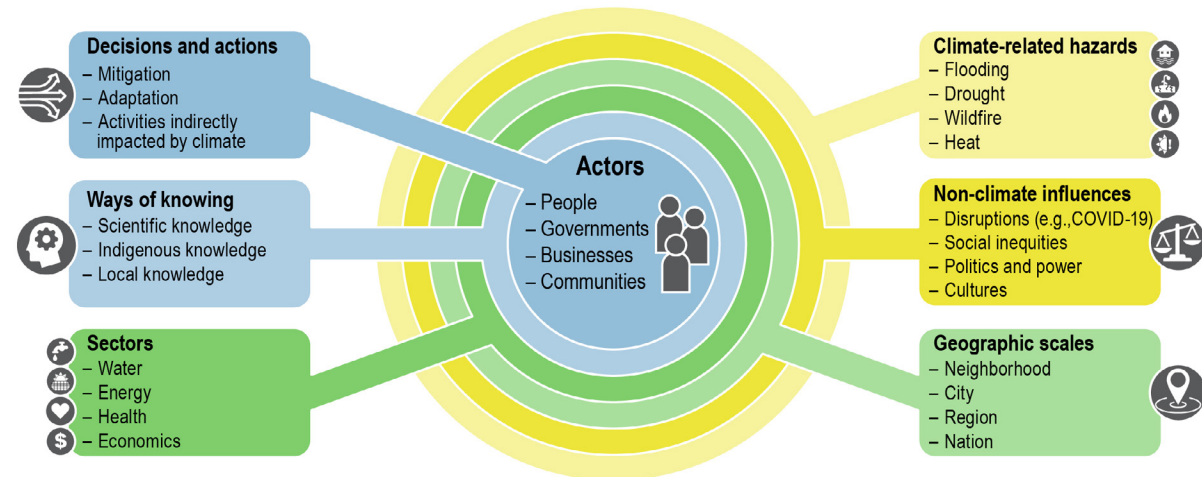 Decisions and actions
– Mitigation
– Adaptation
– Activities indirectly
impacted by climate
Ways of knowing
– Scientific knowledge
– Indigenous knowledge
– Local knowledge
Sectors
– Water
– Energy
– Health
– Economics
$
Actors
– People
– Governments
– Businesses
– Communities
Climate-related hazards
– Flooding
– Drought
– Wildfire
– Heat
!
Non-climate influences
– Disruptions (e.g.,COVID-19)
– Social inequities
– Politics and power
– Cultures
Geographic scales
– Neighborhood
– City
– Region
– Nation